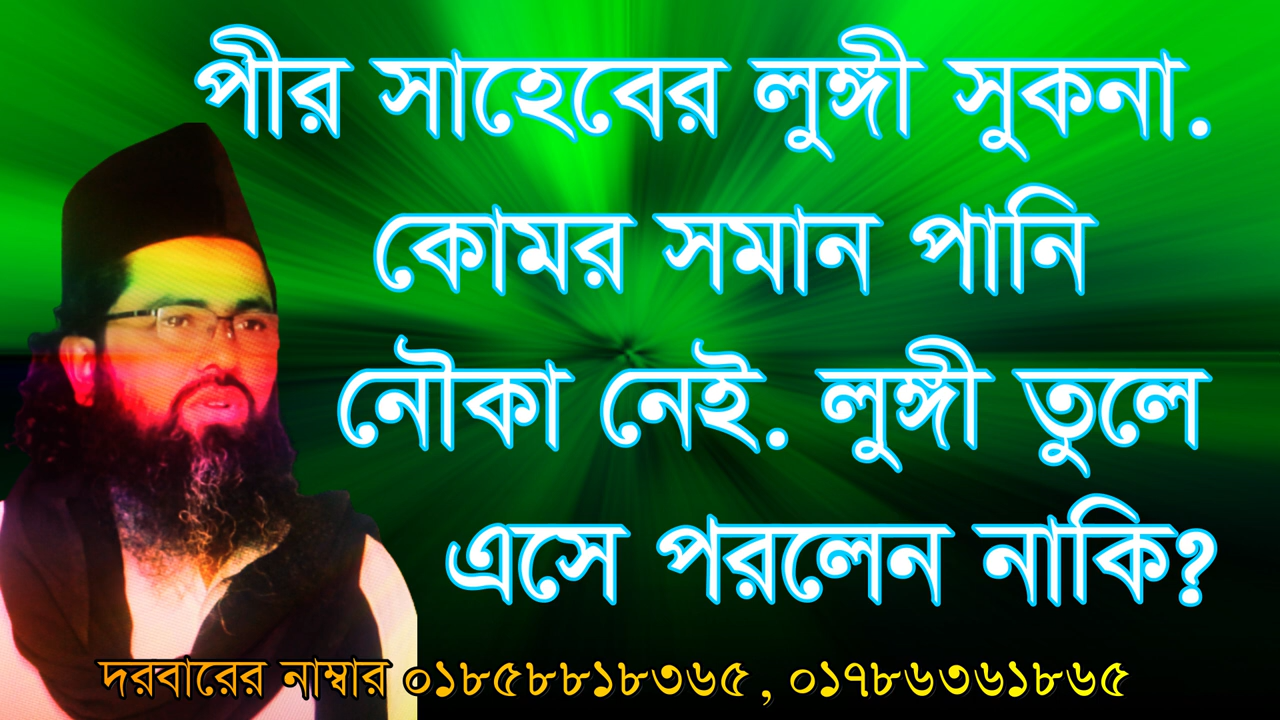 পীর সাহেবের লুঙ্গী সুকনা.
কোমর সমান পানি
নৌকা নেই. লুঙ্গী তুলে
এসে পরলেন নাকি?
দরবারের নাম্বার ০১৮৫৮৮১৮৩৬৫, ০১৭৮৬৩৬১৮৬৫